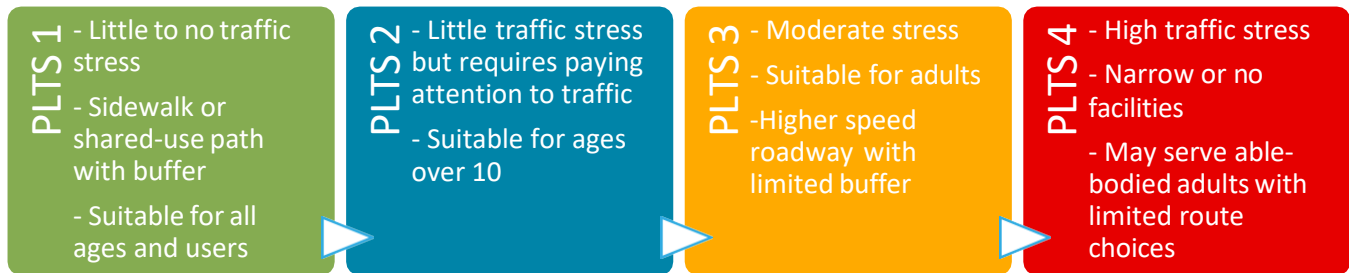 PLTS 1
- Little to no traffic
stress
- Sidewalk or
shared-use path
with buffer
- Suitable for all
ages and users
PLTS 2
- Little traffic stress
but requires paying
attention to traffic
- Suitable for ages
over 10
PLTS 3
- Moderate stress
- Suitable for adults
-Higher speed
roadway with
limited buffer
PLTS 4
- High traffic stress
- Narrow or no
facilities
- May serve able-
bodied adults with
limited route
choices